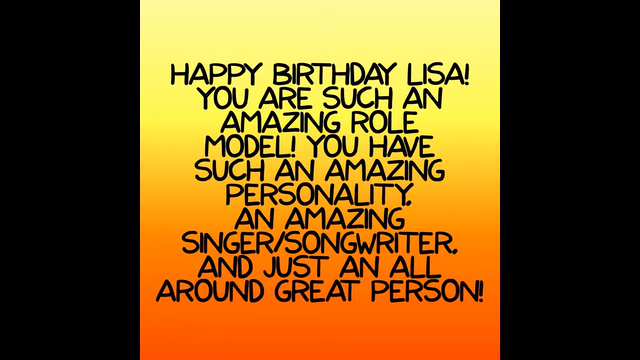 HAPPY BIRTHDAY LISA!
YOU ARE SUCH AN
AMAZING ROLE
MODEL! YOU HAVE
SUCH AN AMAZING
PERSONALITY,
AN AMAZING
SINGER/SONGWRITER,
AND JUST AN ALL
AROUND GREAT PERSON!